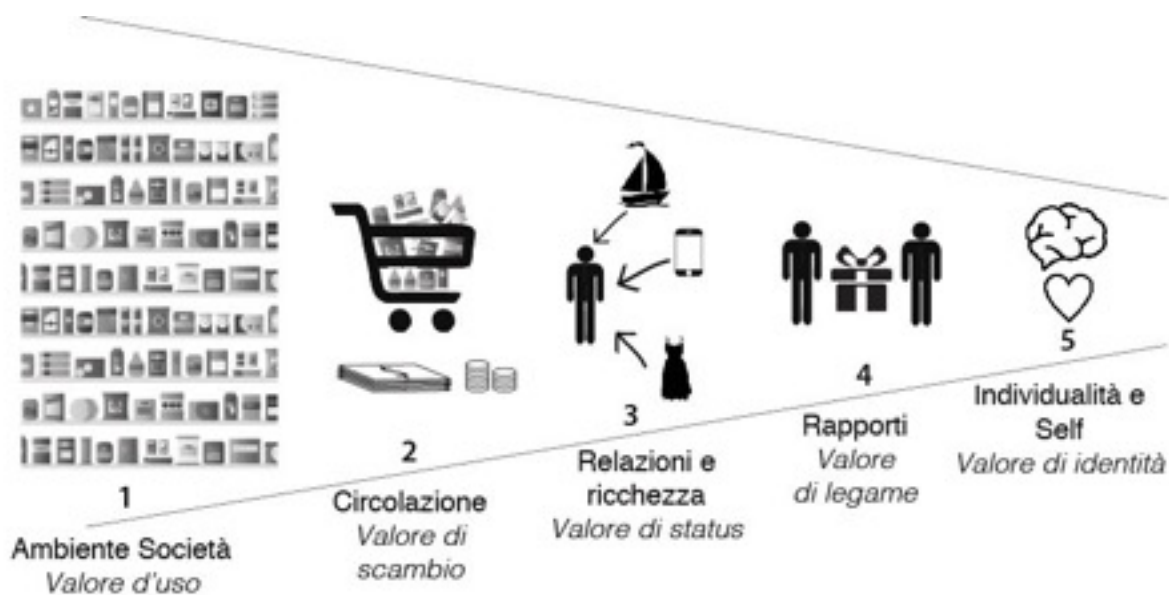 1
Ambiente Società
Valore d'uso
2
Circolazione
Valore di
scambio
3
Relazioni e
ricchezza
Valore di status
4
Rapporti
Valore
di legame
5
Individualità e
Self
Valore di identità